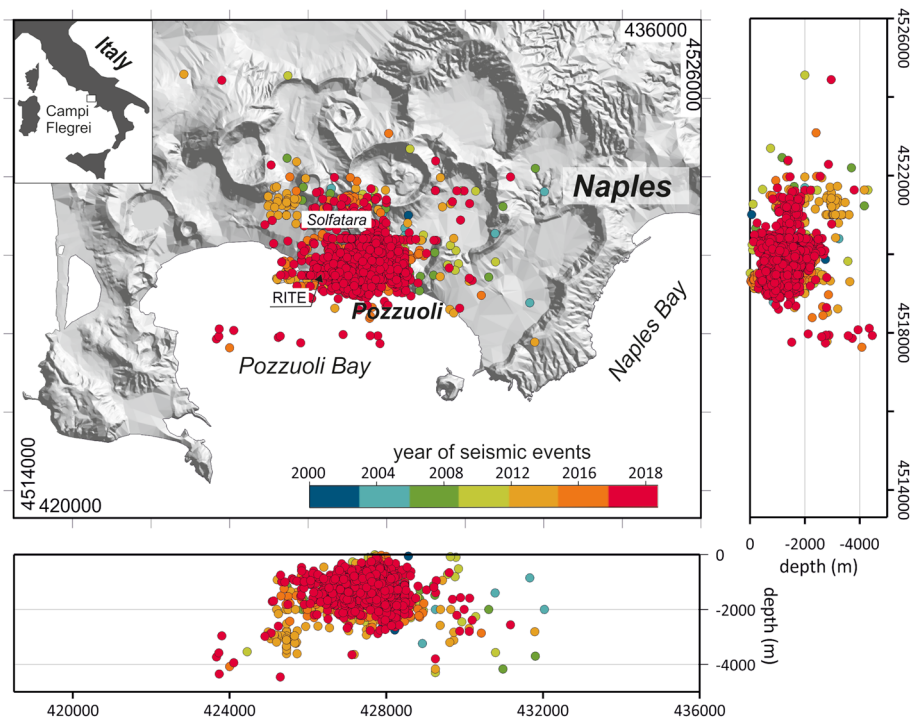 Italy
Campi
Flegrei
436000
4526000
Naples
Solfatara
RITE
Pozzuoli
Pozzuoli Bay
Naples Bay
year of seismic events
2000 2004 2008 2012 2016 2018
4514000
420000
4526000
4522000
4518000
4514000
0 -2000 -4000
depth (m)
0
-2000
-4000
depth (m)
420000 424000 428000 432000 436000